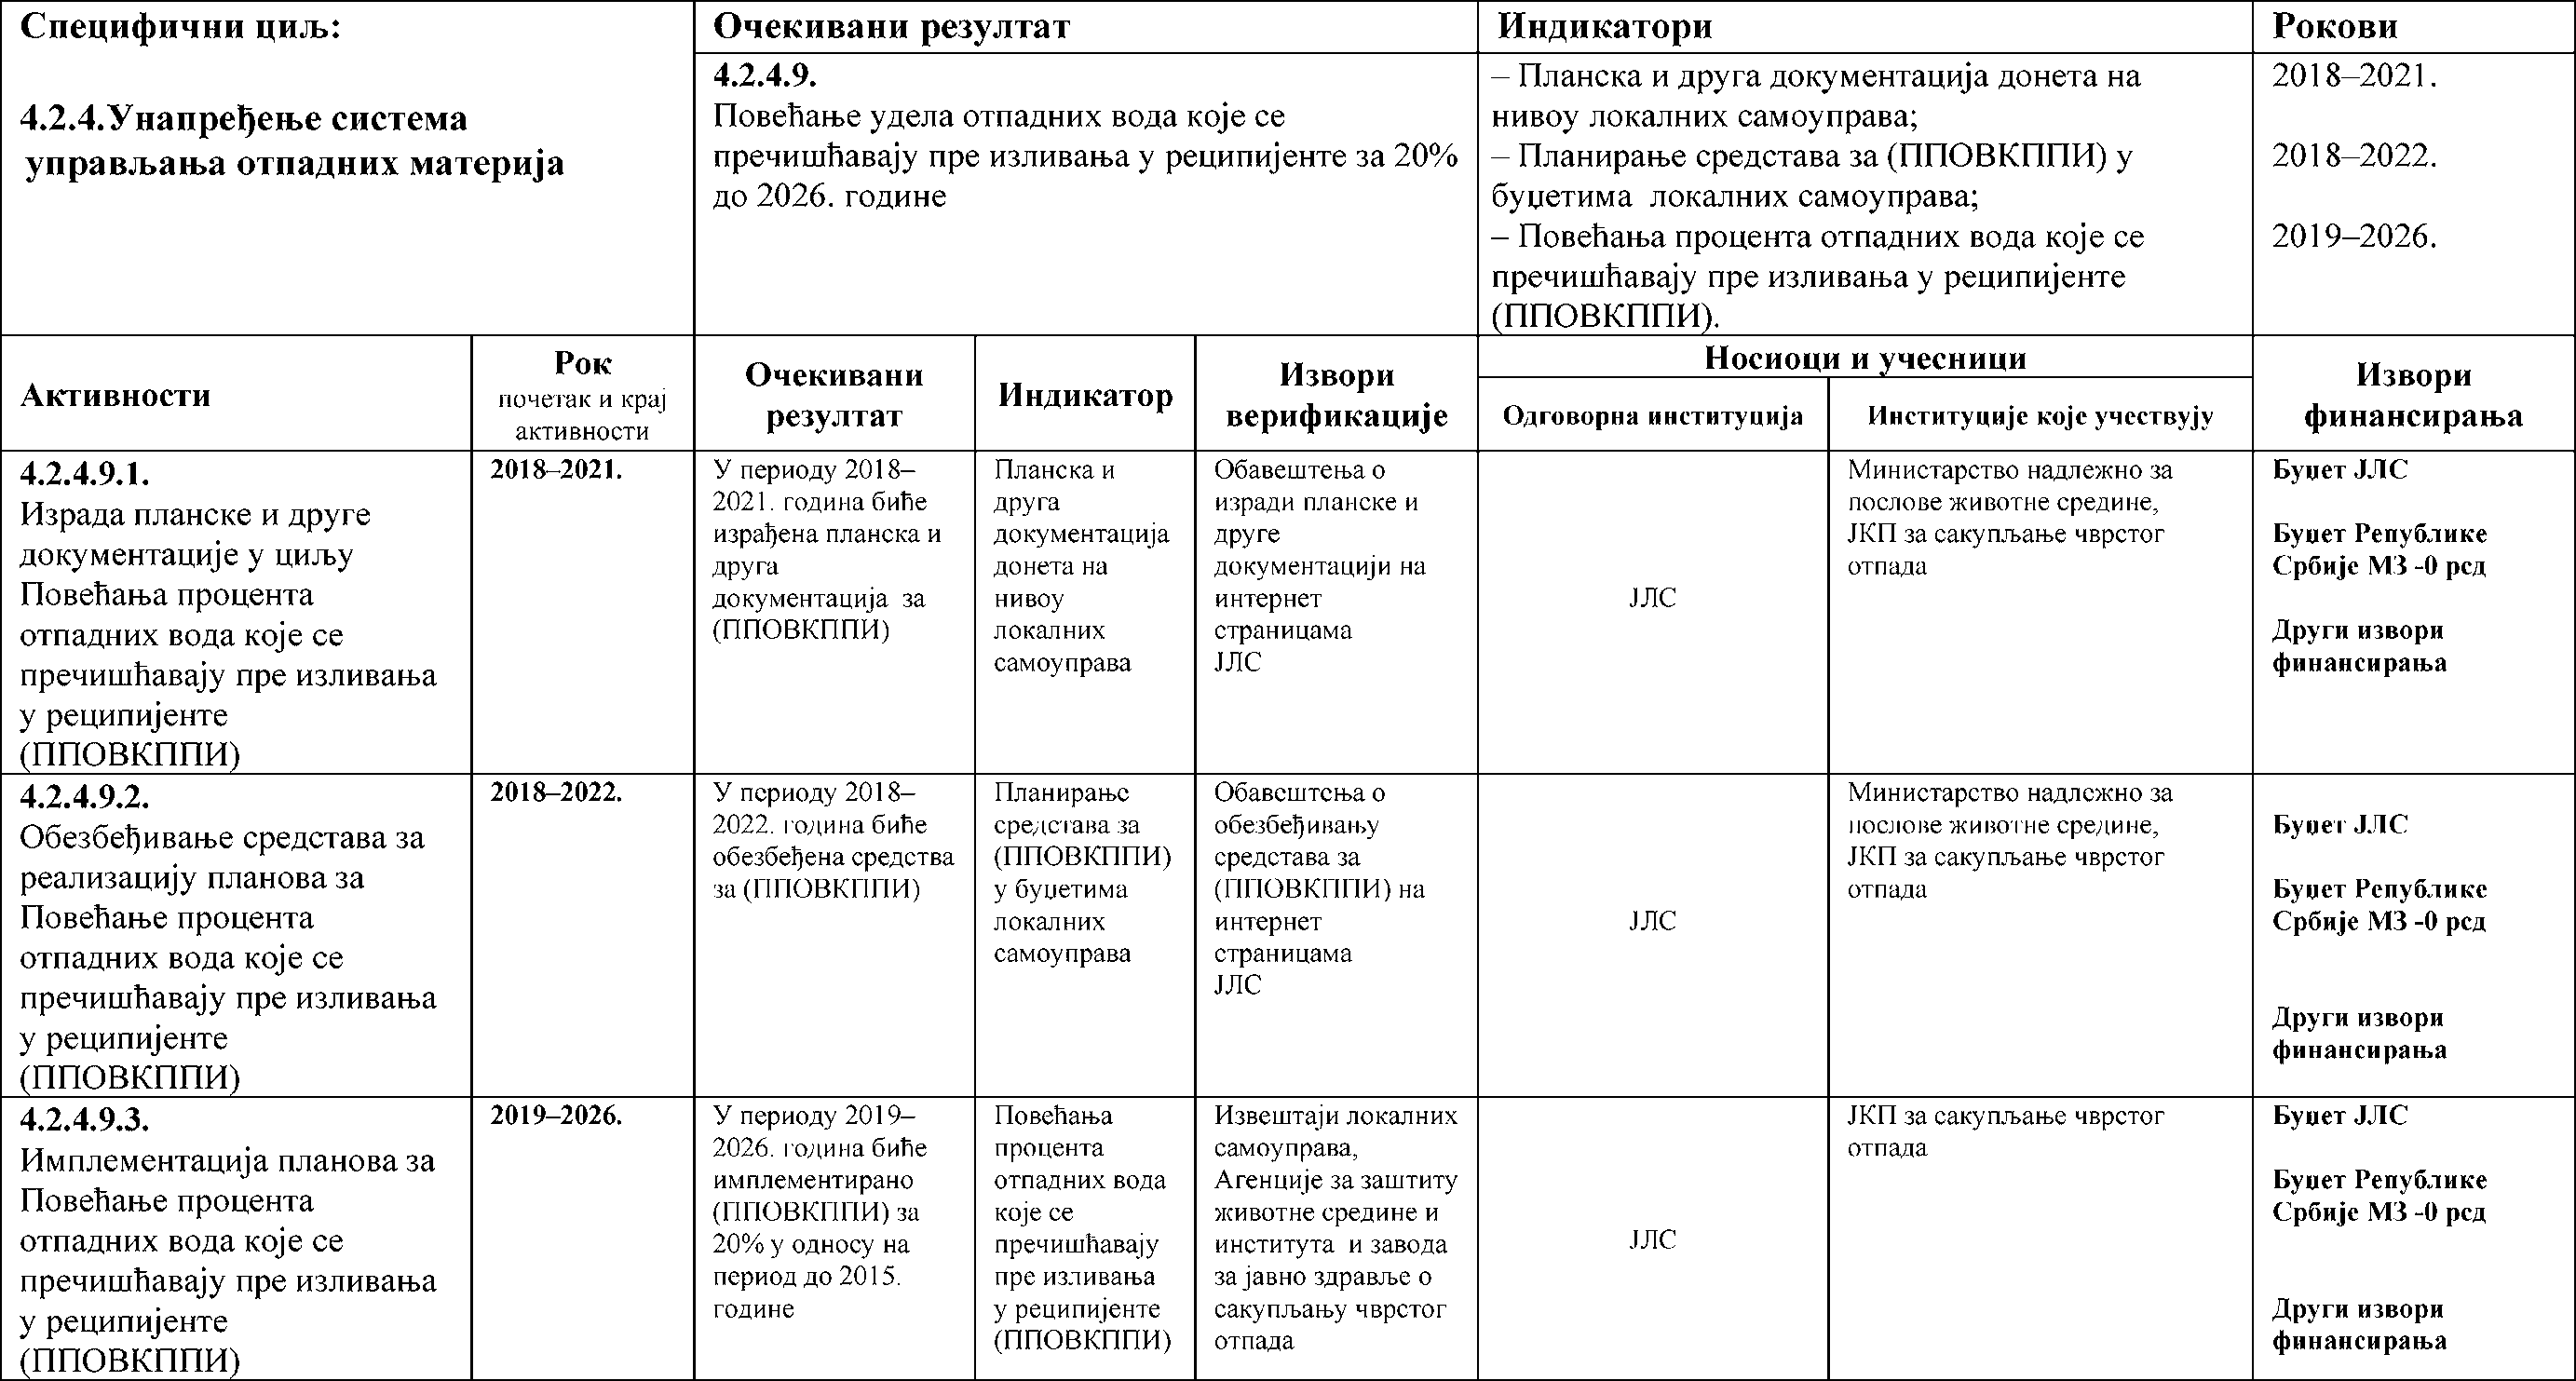 Специфични циљ:
4.2.4.Унапређење система
управљања отпадних материја
Очекивани резултат
4.2.4.9.
Повећање удела отпадних вода које се
пречишћавају пре изливања у реципијенте за 20%
до 2026. године
Индикатори
– Планска и друга документација донета на
нивоу локалних самоуправа;
– Планирање средстава за (ППОВКППИ) у
буџетима локалних самоуправа;
– Повећања процента отпадних вода које се
пречишћавају пре изливања у реципијенте
(ППОВКППИ).
Рокови
2018–2021.
2018–2022.
2019–2026.
Активности
Рок
почетак и крај
активности
Очекивани
резултат
Индикатор
Извори
верификације
Носиоци и учесници
Одговорна институција
Институције које учествују
Извори
финансирања
4.2.4.9.1.
Израда планске и друге
документације у циљу
Повећања процента
отпадних вода које се
пречишћавају пре изливања
у реципијенте
(ППОВКППИ)
2018–2021.
У периоду 2018–
2021. година биће
израђена планска и
друга
документација за
(ППОВКППИ)
Планска и
друга
документација
донета на
нивоу
локалних
самоуправа
Обавештења о
изради планске и
друге
документацији на
интернет
страницама
ЈЛС
ЈЛС
Министарство надлежно за
послове животне средине,
ЈКП за сакупљање чврстог
отпада
Буџет ЈЛС
Буџет Републике
Србије МЗ -0 рсд
Други извори
финансирања
4.2.4.9.2.
Обезбеђивање средстава за
реализацију планова за
Повећање процента
отпадних вода које се
пречишћавају пре изливања
у реципијенте
(ППОВКППИ)
2018–2022.
У периоду 2018–
2022. година биће
обезбеђена средства
за (ППОВКППИ)
Планирање
средстава за
(ППОВКППИ)
у буџетима
локалних
самоуправа
Обавештења о
обезбеђивању
средстава за
(ППОВКППИ) на
интернет
страницама
ЈЛС
ЈЛС
Министарство надлежно за
послове животне средине,
ЈКП за сакупљање чврстог
отпада
Буџет ЈЛС
Буџет Републике
Србије МЗ -0 рсд
Други извори
финансирања
4.2.4.9.3.
Имплементација планова за
Повећање процента
отпадних вода које се
пречишћавају пре изливања
у реципијенте
(ППОВКППИ)
2019–2026.
У периоду 2019–
2026. година биће
имплементирано
(ППОВКППИ) за
20% у односу на
период до 2015.
године
Повећања
процента
отпадних вода
које се
пречишћавају
пре изливања
у реципијенте
(ППОВКППИ)
Извештаји локалних
самоуправа,
Агенције за заштиту
животне средине и
института и завода
за јавно здравље о
сакупљању чврстог
отпада
ЈЛС
ЈКП за сакупљање чврстог
отпада
Буџет ЈЛС
Буџет Републике
Србије МЗ -0 рсд
Други извори
финансирања